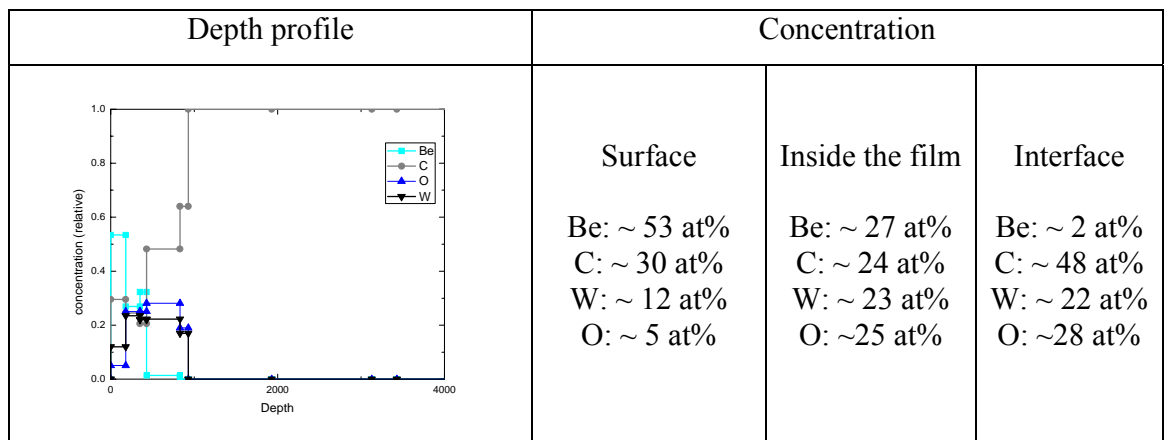 Depth profile
Concentration
1.0
0.8
0.6
0.4
0.2
0.0
concentration (relative)
0
2000
4000
Depth
Be
C
O
W
Surface
Be: ~ 53 at%
C: ~ 30 at%
W: ~ 12 at%
O: ~ 5 at%
Inside the film
Be: ~ 27 at%
C: ~ 24 at%
W: ~ 23 at%
O: ~25 at%
Interface
Be: ~ 2 at%
C: ~ 48 at%
W: ~ 22 at%
O: ~28 at%